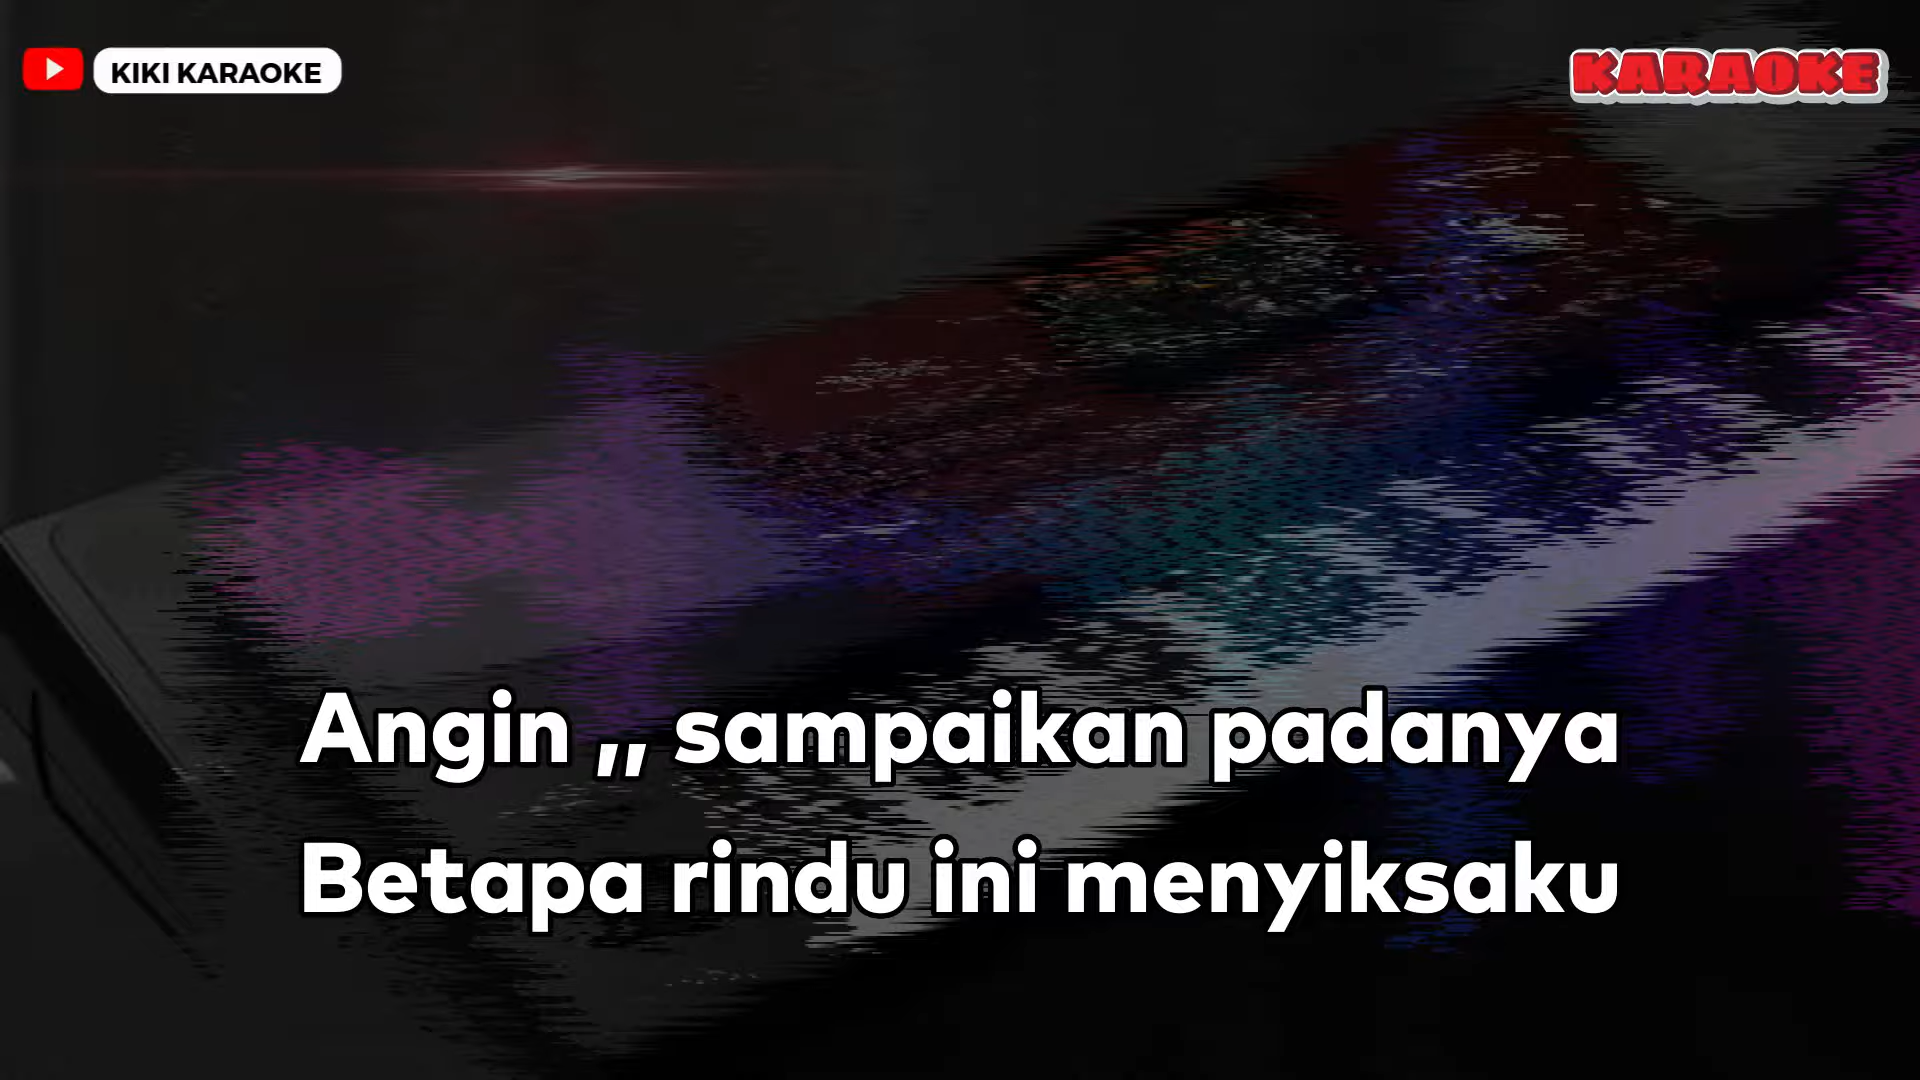 KIKI KARAOKE
KARAOKE
Angin ,, sampaikan padanya
Betapa rindu ini menyiksaku